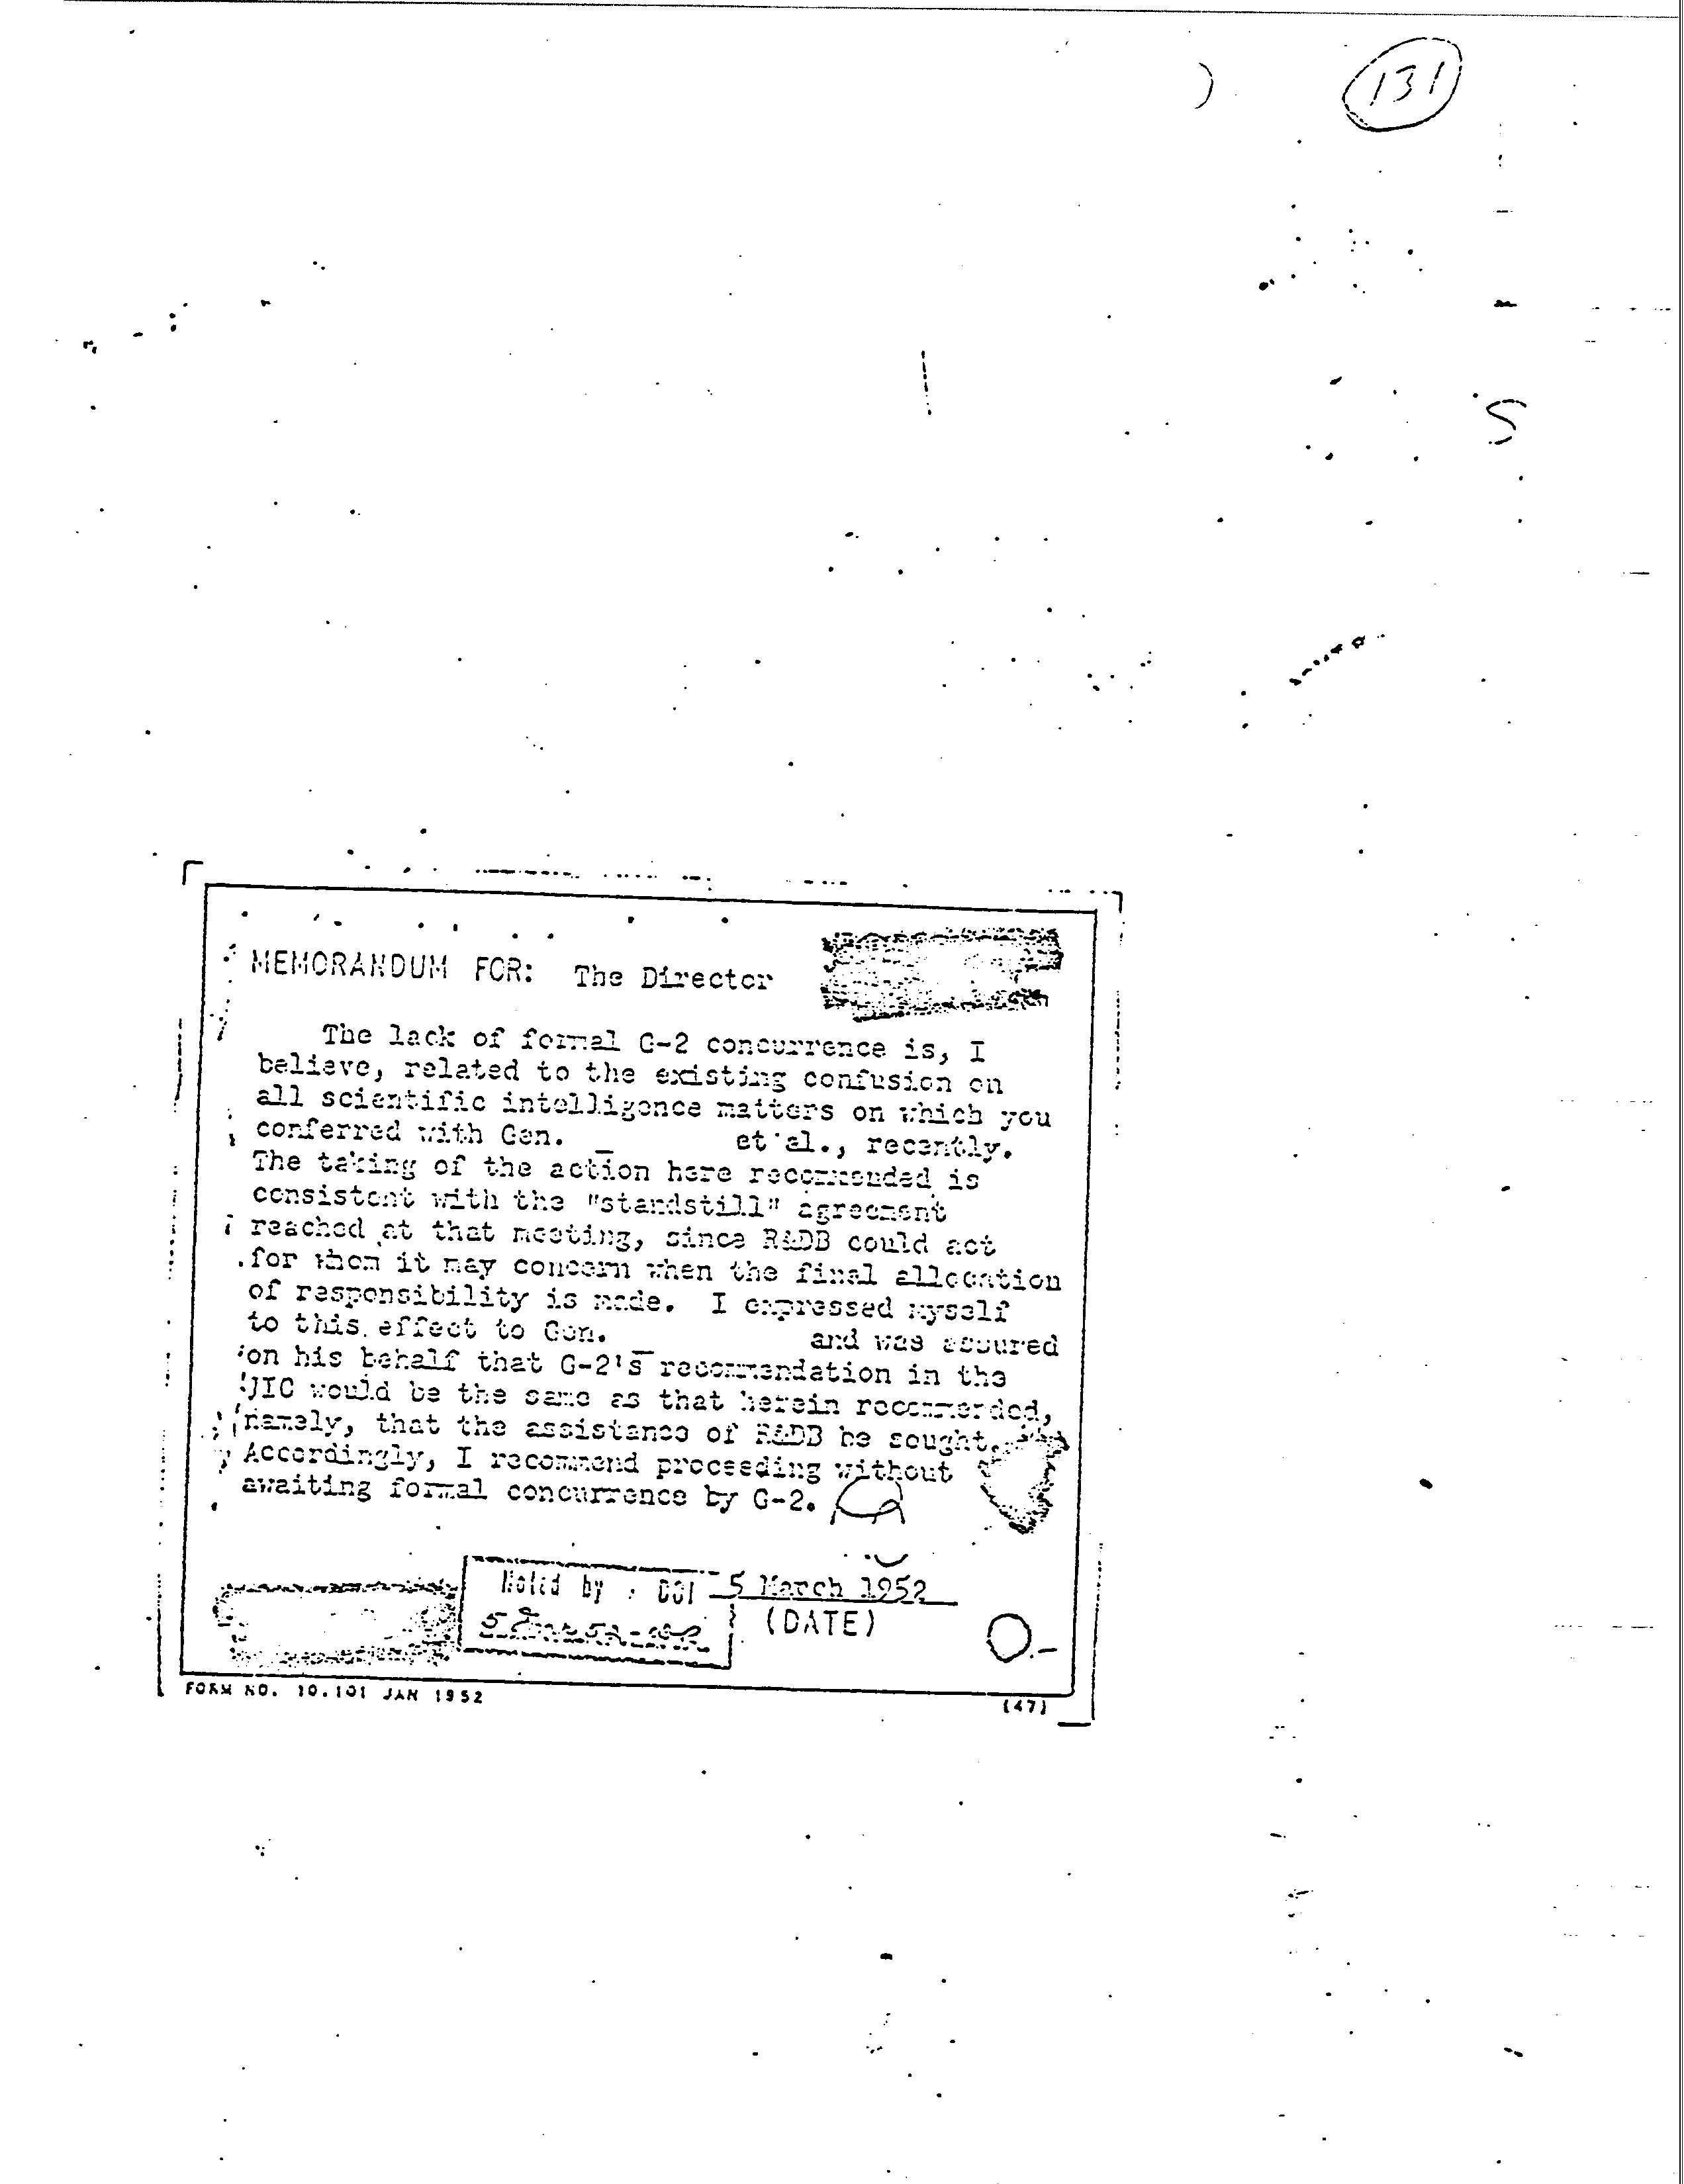 131
S
MEMORANDUM FOR: The Director
The lack of formal G-2 concurrence is, I
believe, related to the existing confusion on
all scientific intelligence matters on which you
conferred with Gen. et al., recently.
The taking of the action here recommended is
consistent with the "standstill" agreement
reached at that meeting, since R&DB could act
for whom it may concern when the final allocation
of responsibility is made. I expressed myself
to this effect to Gen. and was assured
on his behalf that G-2's recommendation in the
JIC would be the same as that herein recommended,
namely, that the assistance of R&DB be sought.
Accordingly, I recommend proceeding without
awaiting formal concurrence by G-2.
Noted by DCI 5 March 1952
(DATE)
FORM NO. 10.101 JAN 1952 (47)